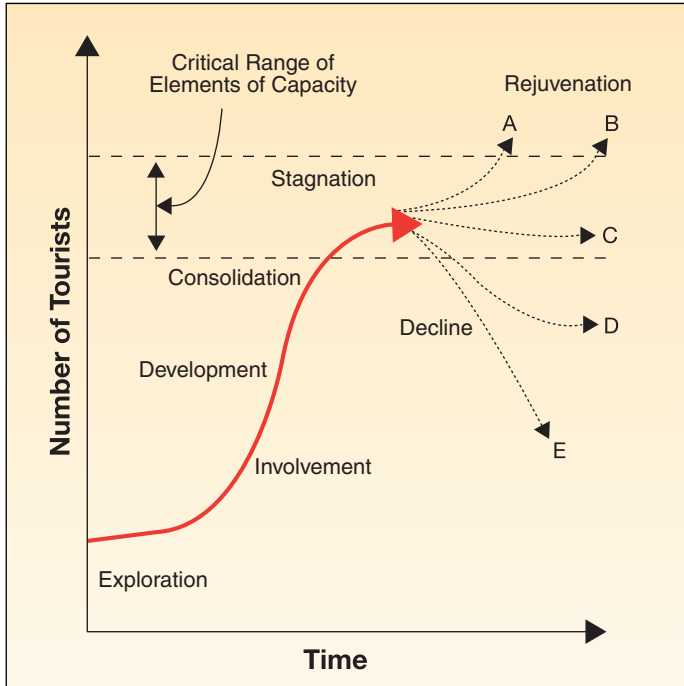 Critical Range of
Elements of Capacity
Rejuvenation
A
B
Stagnation
C
Consolidation
D
Decline
Development
E
Involvement
Exploration
Number of Tourists
Time